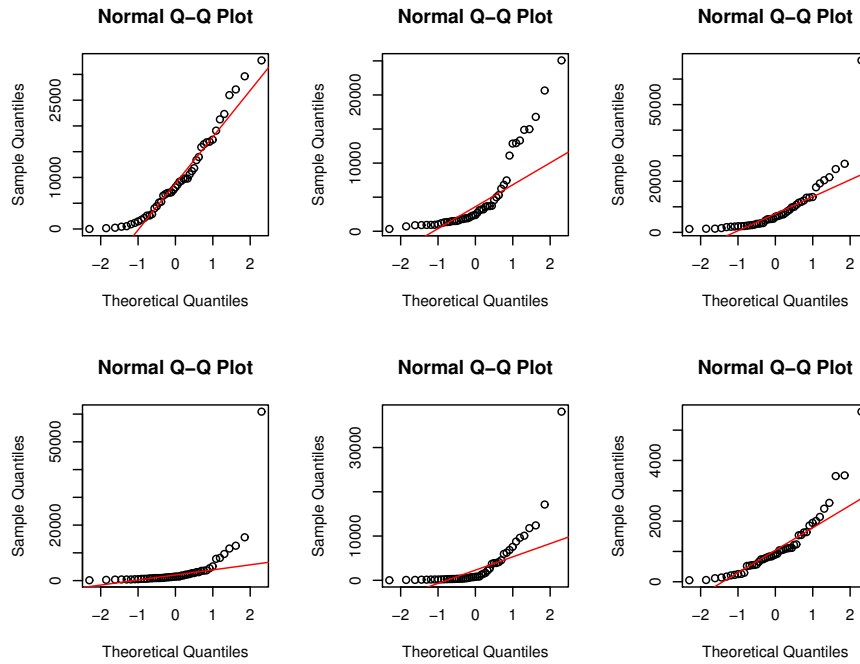 Normal Q−Q Plot
Sample Quantiles
0
10000
25000
−2 −1 0 1 2
Theoretical Quantiles
Normal Q−Q Plot
Sample Quantiles
0
10000
20000
−2 −1 0 1 2
Theoretical Quantiles
Normal Q−Q Plot
Sample Quantiles
0
20000
50000
−2 −1 0 1 2
Theoretical Quantiles
Normal Q−Q Plot
Sample Quantiles
0
20000
50000
−2 −1 0 1 2
Theoretical Quantiles
Normal Q−Q Plot
Sample Quantiles
0
10000
30000
−2 −1 0 1 2
Theoretical Quantiles
Normal Q−Q Plot
Sample Quantiles
0
2000
4000
−2 −1 0 1 2
Theoretical Quantiles